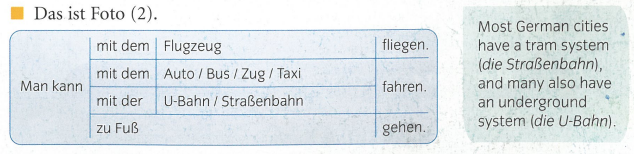 Das ist Foto (2).
mit dem Flugzeug fliegen.
mit dem Auto / Bus / Zug / Taxi
Man kann fahren.
mit der U-Bahn / Straßenbahn
zu Fuß gehen.
Most German cities
have a tram system
(die Straßenbahn),
and many also have
an underground
system (die U-Bahn).